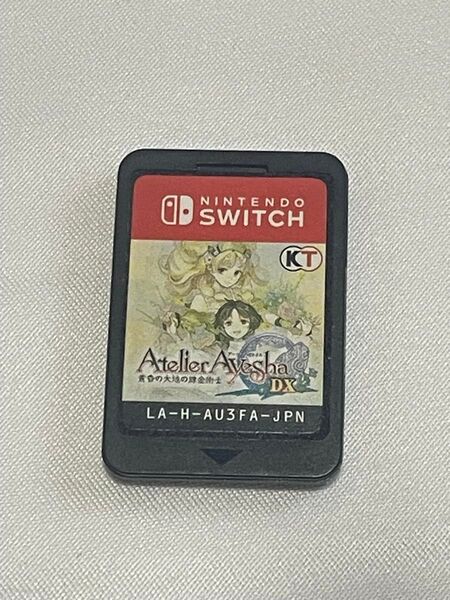 NINTENDO
SWITCH
KT
Atelier Ayesha
黄昏の大地の錬金術士
DX
LA-H-AU3FA-JPN